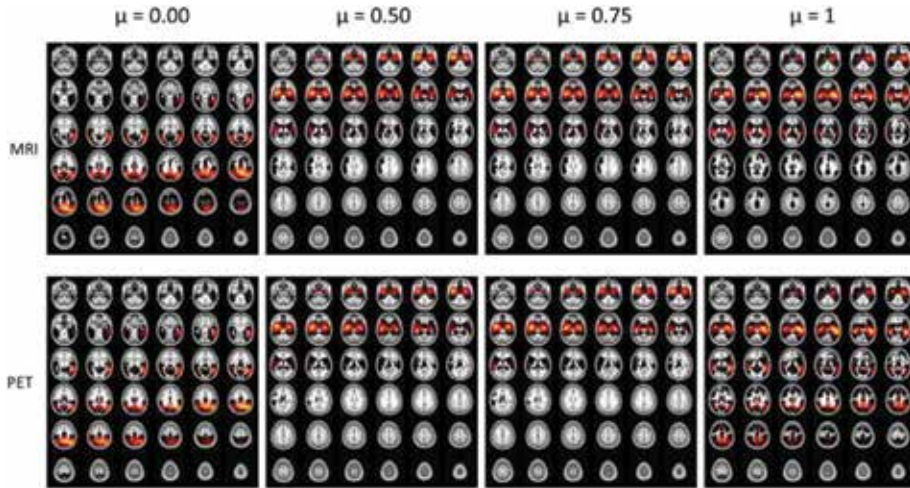 μ = 0.00 μ = 0.50 μ = 0.75 μ = 1
MRI
PET